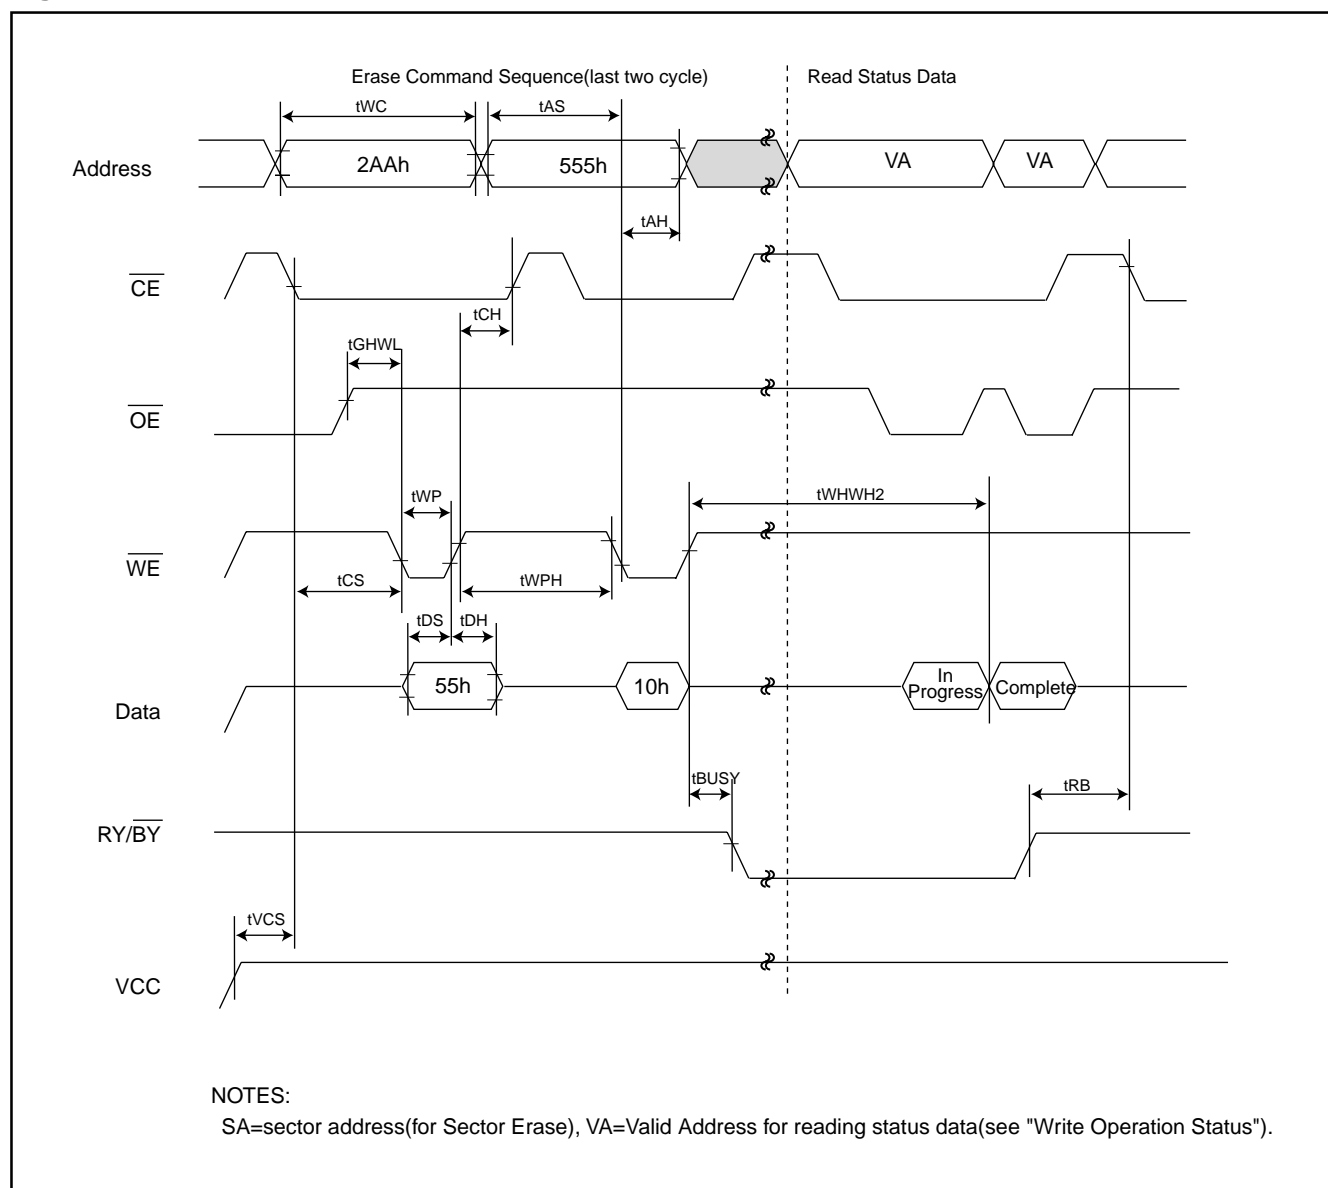 Erase Command Sequence(last two cycle) Read Status Data
tWC tAS
Address 2AAh 555h VA VA
tAH
CE
tCH
tGHWL
OE
tWP tWHWH2
WE
tCS tWPH
tDS tDH
Data 55h 10h In Progress Complete
tBUSY tRB
RY/BY
tVCS
VCC
NOTES:
SA=sector address(for Sector Erase), VA=Valid Address for reading status data(see "Write Operation Status").